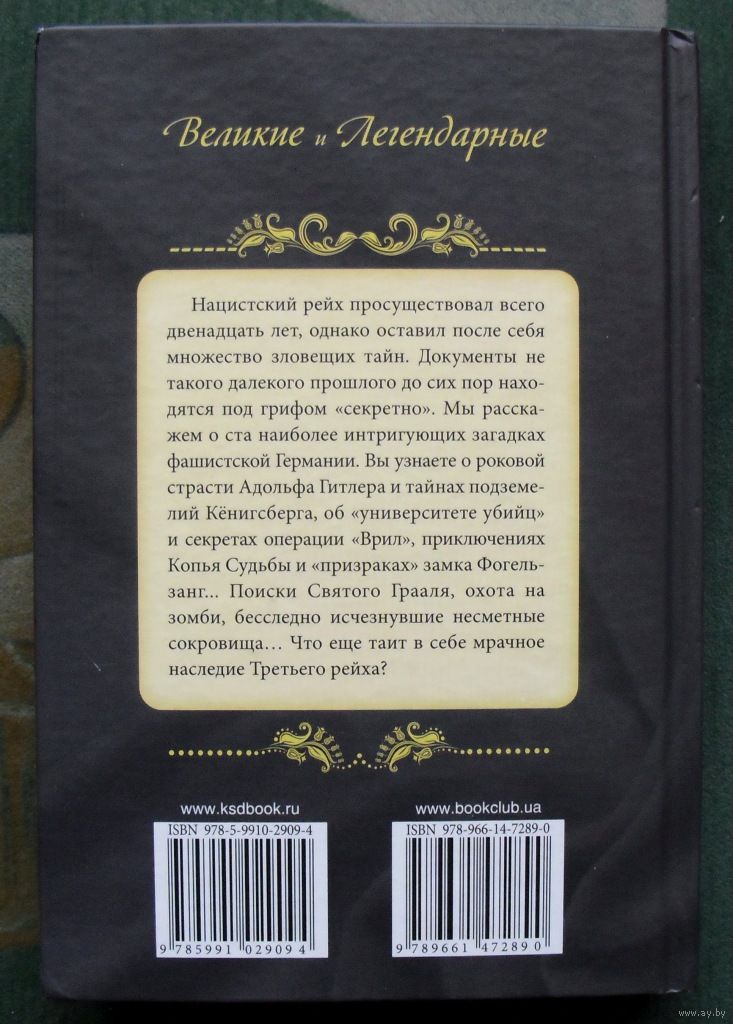 Великие и Легендарные
Нацистский рейх просуществовал всего
двенадцать лет, однако оставил после себя
множество зловещих тайн. Документы не
такого далекого прошлого до сих пор нахо-
дятся под грифом «секретно». Мы расска-
жем о ста наиболее интригующих загадках
фашистской Германии. Вы узнаете о роковой
страсти Адольфа Гитлера и тайнах подземе-
лий Кёнигсберга, об «университете убийц»
и секретах операции «Врил», приключениях
Копья Судьбы и «призраках» замка Фогель-
занг... Поиски Святого Грааля, охота на
зомби, бесследно исчезнувшие несметные
сокровища… Что еще таит в себе мрачное
наследие Третьего рейха?
www.ksdbook.ru
ISBN 978-5-9910-2909-4
9 785991 029094
www.bookclub.ua
ISBN 978-966-14-7289-0
9 789661 472890
www.ay.by